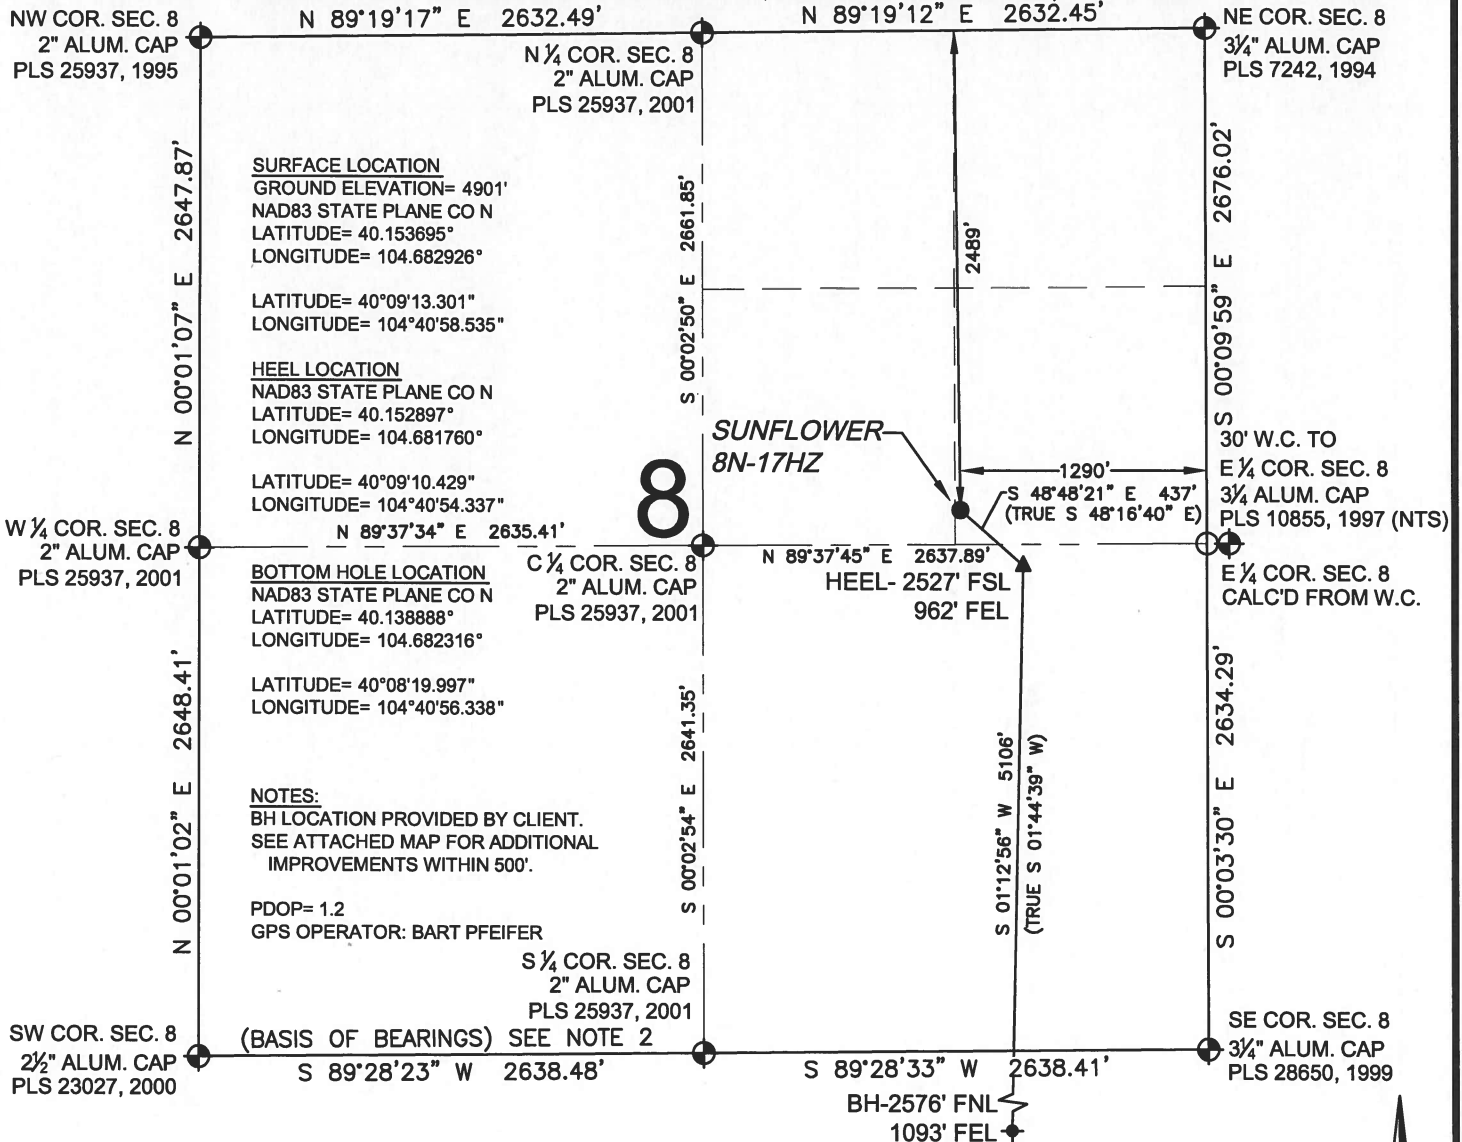 NW COR. SEC. 8
2" ALUM. CAP
PLS 25937, 1995
N 89°19'17" E 2632.49'
N 89°19'12" E 2632.45'
NE COR. SEC. 8
3¼" ALUM. CAP
PLS 7242, 1994
N ¼ COR. SEC. 8
2" ALUM. CAP
PLS 25937, 2001
N 00°01'07" E 2647.87'
SURFACE LOCATION
GROUND ELEVATION= 4901'
NAD83 STATE PLANE CO N
LATITUDE= 40.153695°
LONGITUDE= 104.682926°
LATITUDE= 40°09'13.301"
LONGITUDE= 104°40'58.535"
HEEL LOCATION
NAD83 STATE PLANE CO N
LATITUDE= 40.152897°
LONGITUDE= 104.681760°
LATITUDE= 40°09'10.429"
LONGITUDE= 104°40'54.337"
S 00°02'50" E 2661.85'
2489'
S 00°09'59" E 2676.02'
SUNFLOWER
8N-17HZ
8
1290'
S 48°48'21" E 437'
(TRUE S 48°16'40" E)
30' W.C. TO
E ¼ COR. SEC. 8
3¼ ALUM. CAP
PLS 10855, 1997 (NTS)
W ¼ COR. SEC. 8
2" ALUM. CAP
PLS 25937, 2001
N 89°37'34" E 2635.41'
C ¼ COR. SEC. 8
2" ALUM. CAP
PLS 25937, 2001
N 89°37'45" E 2637.89'
HEEL- 2527' FSL
962' FEL
E ¼ COR. SEC. 8
CALC'D FROM W.C.
BOTTOM HOLE LOCATION
NAD83 STATE PLANE CO N
LATITUDE= 40.138888°
LONGITUDE= 104.682316°
LATITUDE= 40°08'19.997"
LONGITUDE= 104°40'56.338"
N 00°01'02" E 2648.41'
S 00°02'54" E 2641.35'
S 01°12'56" W 5106'
(TRUE S 01°44'39" W)
S 00°03'30" E 2634.29'
NOTES:
BH LOCATION PROVIDED BY CLIENT.
SEE ATTACHED MAP FOR ADDITIONAL
IMPROVEMENTS WITHIN 500'.
PDOP= 1.2
GPS OPERATOR: BART PFEIFER
S ¼ COR. SEC. 8
2" ALUM. CAP
PLS 25937, 2001
SW COR. SEC. 8
2½" ALUM. CAP
PLS 23027, 2000
(BASIS OF BEARINGS) SEE NOTE 2
S 89°28'23" W 2638.48'
S 89°28'33" W 2638.41'
SE COR. SEC. 8
3¼" ALUM. CAP
PLS 28650, 1999
BH-2576' FNL
1093' FEL